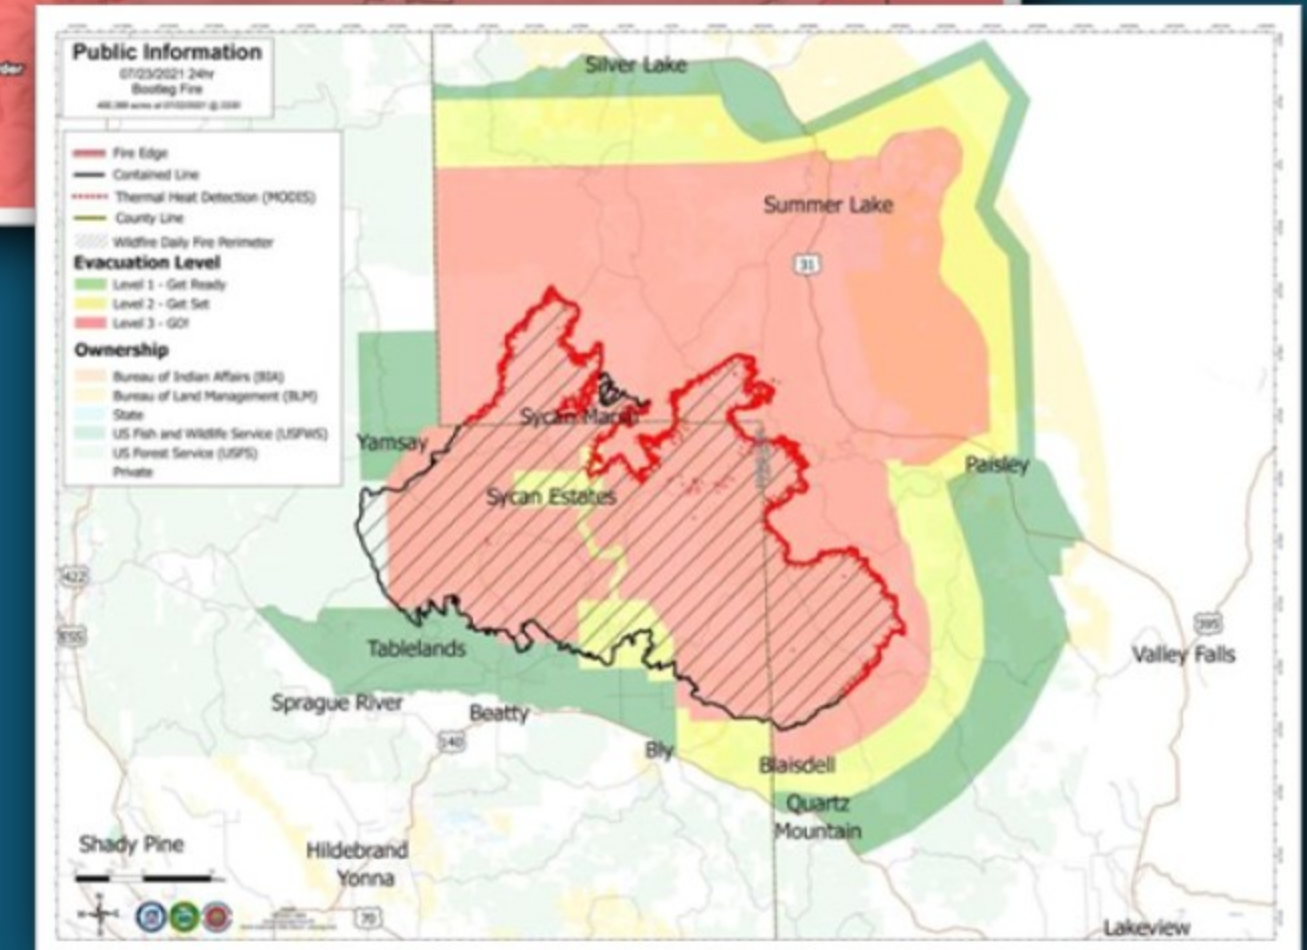 der
Public Information
07/23/2021 24hr
Bootleg Fire
Fire Edge
Contained Line
Thermal Heat Detection (MODIS)
County Line
Wildfire Daily Fire Perimeter
Evacuation Level
Level 1 - Get Ready
Level 2 - Get Set
Level 3 - GO!
Ownership
Bureau of Indian Affairs (BIA)
Bureau of Land Management (BLM)
State
US Fish and Wildlife Service (USFWS)
US Forest Service (USFS)
Private
Silver Lake
Summer Lake
31
Sycan Marsh
Yamsay
Paisley
Sycan Estates
422
395
Tablelands
Valley Falls
Sprague River
Beatty
140
Bly
Blaisdell
Quartz
Mountain
Shady Pine
Hildebrand
Yonna
70
Lakeview